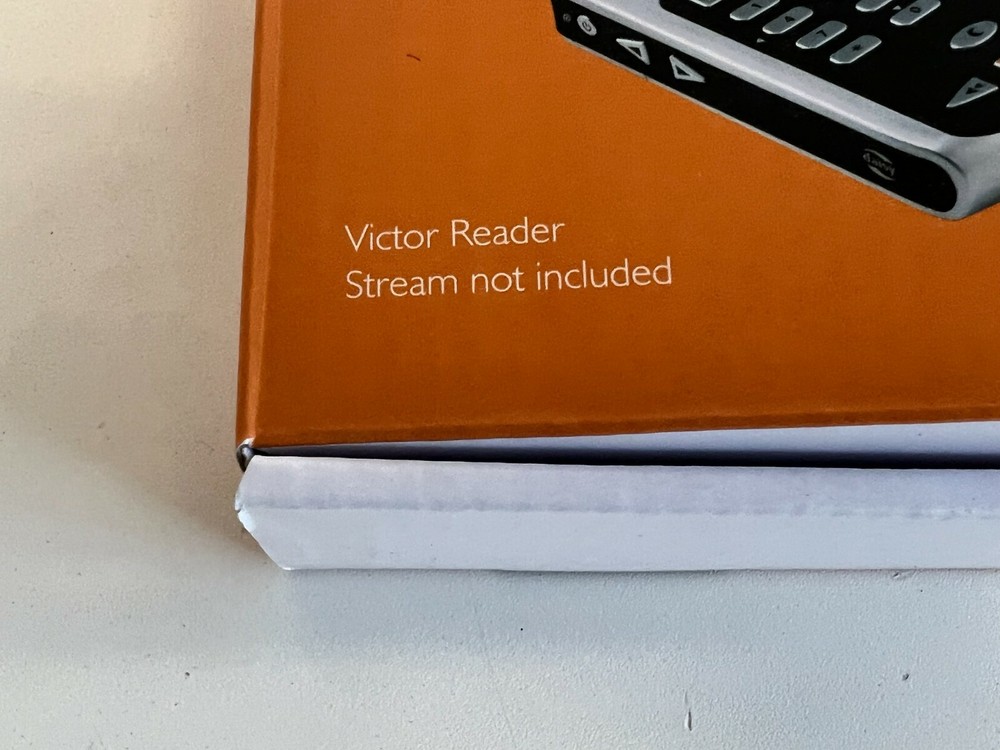 Victor Reader
Stream not included